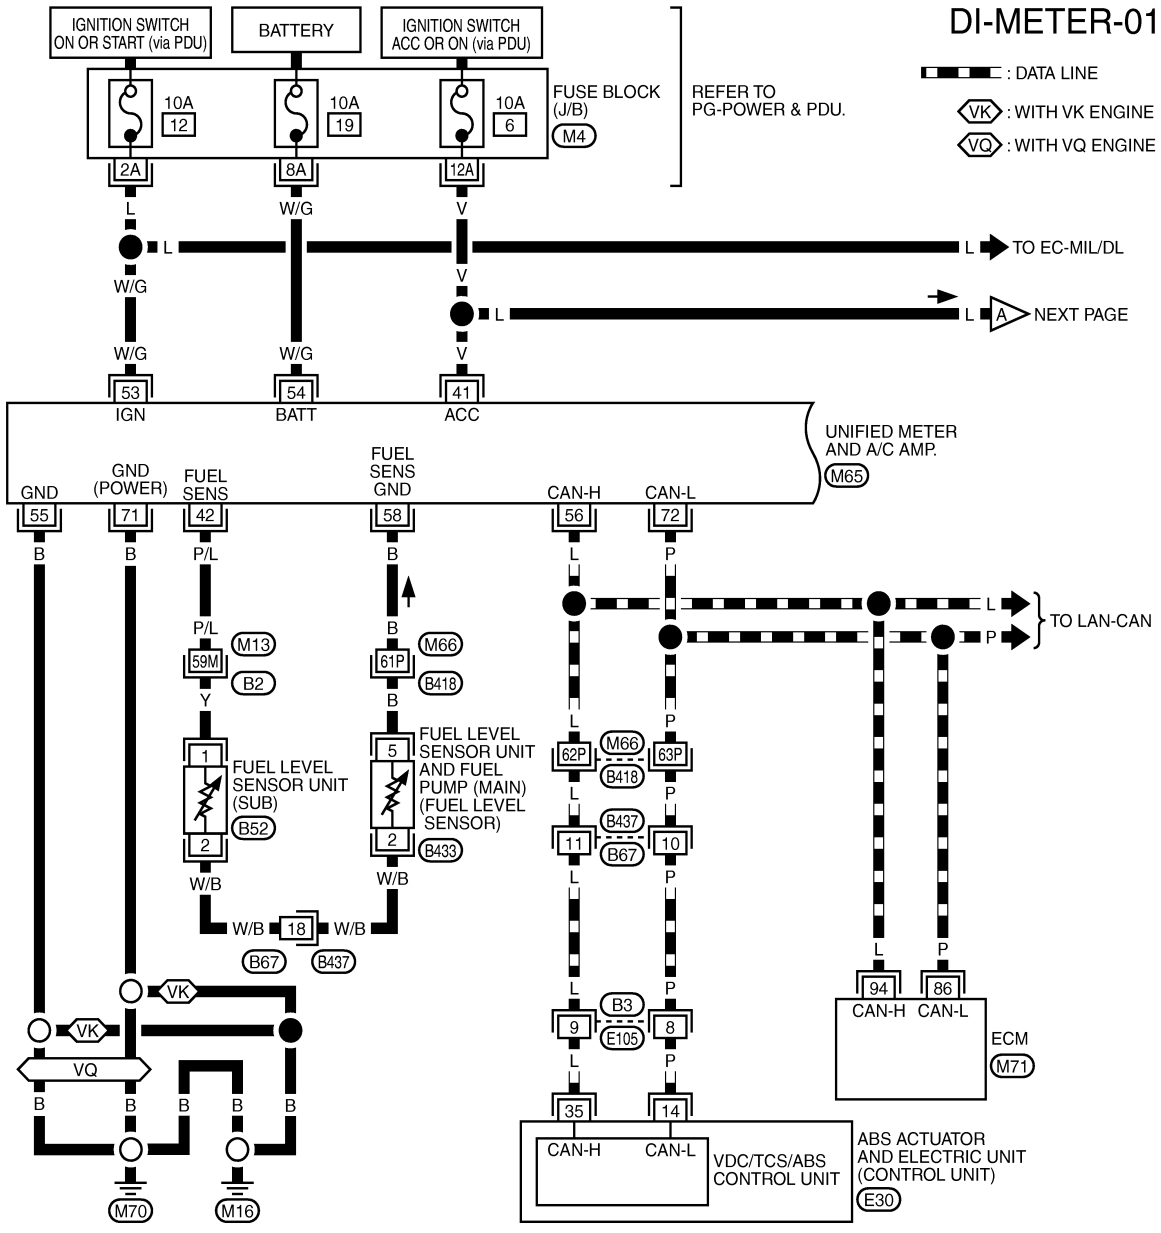 DI-METER-01
IGNITION SWITCH
ON OR START (via PDU)
BATTERY
IGNITION SWITCH
ACC OR ON (via PDU)
: DATA LINE
VK : WITH VK ENGINE
VQ : WITH VQ ENGINE
10A
12
10A
19
10A
6
FUSE BLOCK
(J/B)
M4
REFER TO
PG-POWER & PDU.
2A
8A
12A
L
W/G
V
L
L
TO EC-MIL/DL
W/G
V
L
L
A
NEXT PAGE
W/G
W/G
V
53
54
41
IGN
BATT
ACC
UNIFIED METER
AND A/C AMP.
M65
GND
GND
(POWER)
FUEL
SENS
FUEL
SENS
GND
CAN-H
CAN-L
55
71
42
58
56
72
B
B
P/L
B
L
P
L
P
TO LAN-CAN
P/L
B
59M
M13
B2
61P
M66
B418
Y
B
L
P
1
FUEL LEVEL
SENSOR UNIT
(SUB)
B52
2
5
FUEL LEVEL
SENSOR UNIT
AND FUEL
PUMP (MAIN)
(FUEL LEVEL
SENSOR)
B433
2
62P
M66
B418
63P
L
P
11
B437
B67
10
L
P
W/B
W/B
W/B
18
W/B
B67
B437
L
P
L
P
94
86
CAN-H
CAN-L
ECM
M71
VK
VK
VQ
9
B3
E105
8
L
P
B
B
B
B
B
35
14
CAN-H
CAN-L
VDC/TCS/ABS
CONTROL UNIT
ABS ACTUATOR
AND ELECTRIC UNIT
(CONTROL UNIT)
E30
M70
M16